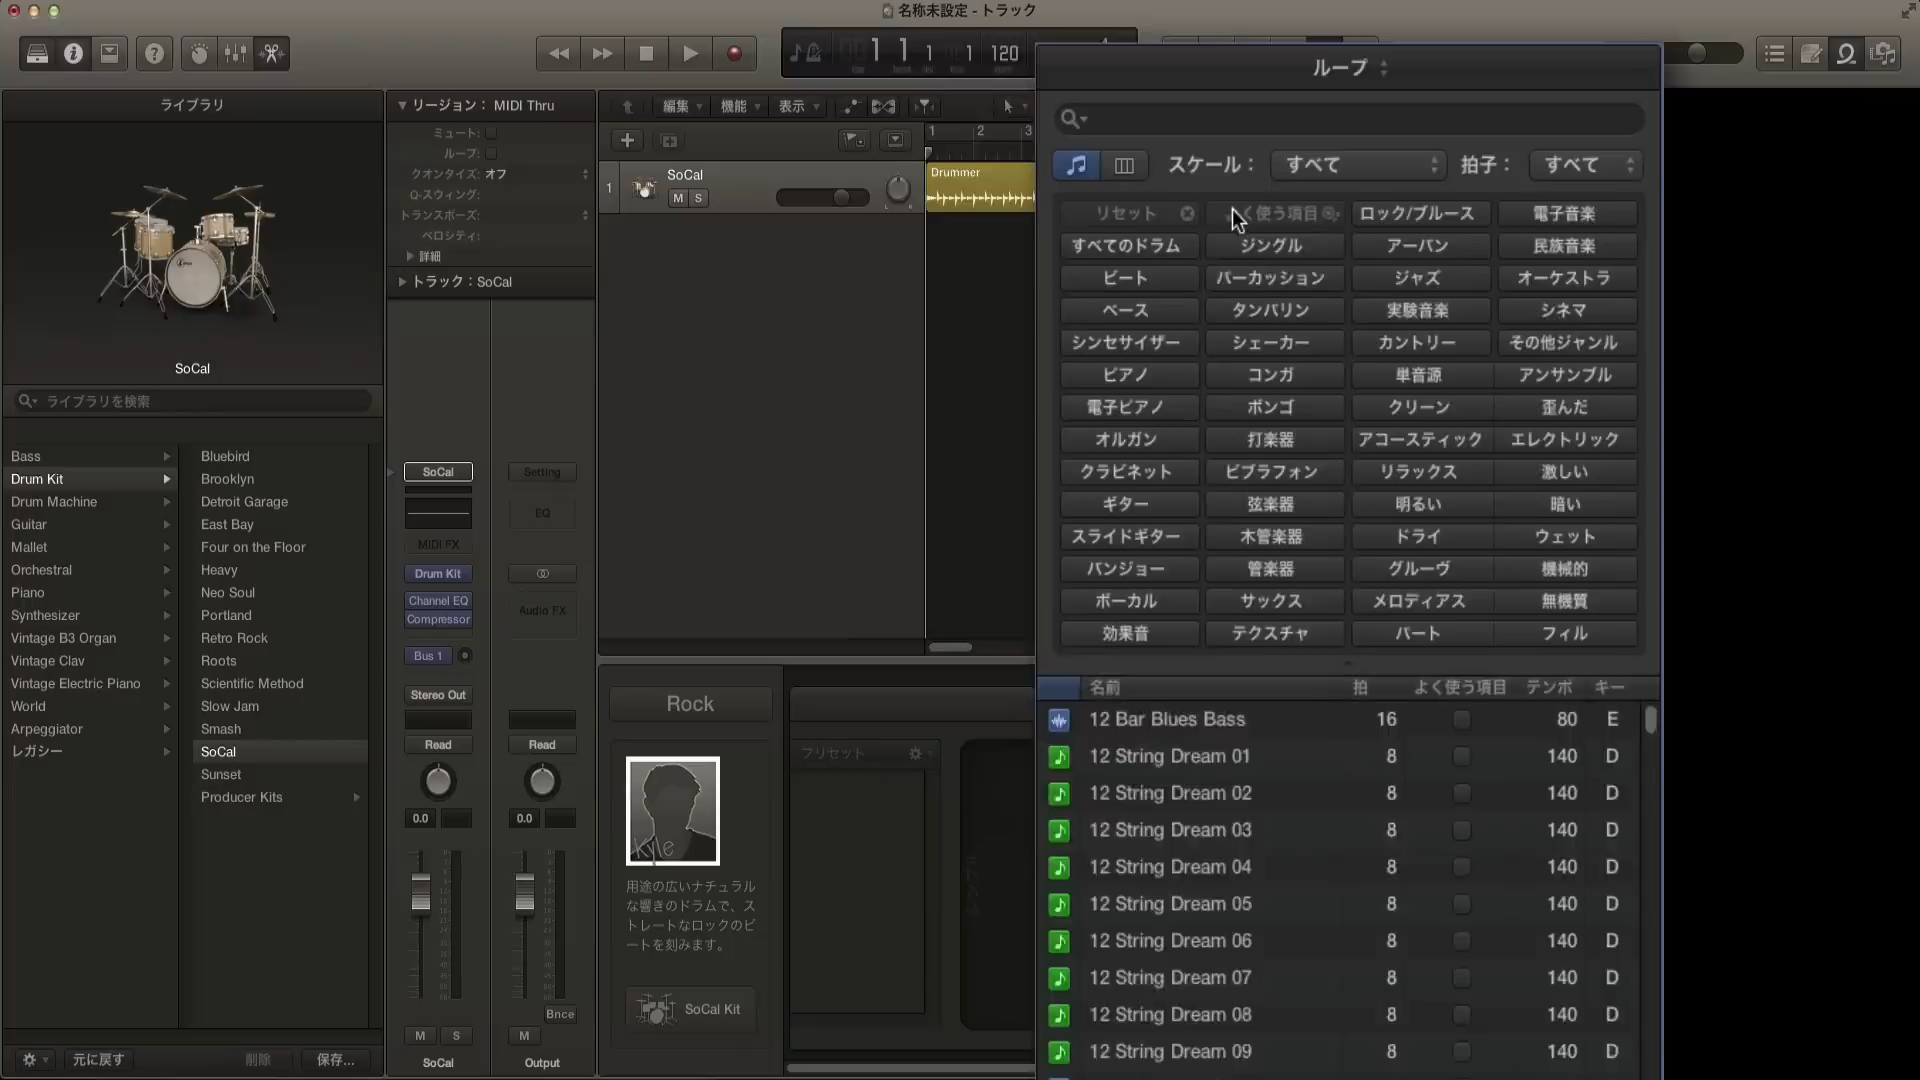 名称未設定 - トラック
1 1 1 1 120
ライブラリ
SoCal
ライブラリを検索
Bass
Drum Kit
Drum Machine
Guitar
Mallet
Orchestral
Piano
Synthesizer
Vintage B3 Organ
Vintage Clav
Vintage Electric Piano
World
Arpeggiator
レガシー
Bluebird
Brooklyn
Detroit Garage
East Bay
Four on the Floor
Heavy
Neo Soul
Portland
Retro Rock
Roots
Scientific Method
Slow Jam
Smash
SoCal
Sunset
Producer Kits
元に戻す 削除 保存...
リージョン： MIDI Thru
ミュート:
ループ:
クオンタイズ: オフ
Q-スウィング:
トランスポーズ:
ベロシティ:
詳細
トラック：SoCal
SoCal Setting
EQ
MIDI FX
Drum Kit
Channel EQ
Compressor
Audio FX
Bus 1
Stereo Out
Read Read
0.0 0.0
Bnce
M S M
SoCal Output
編集 機能 表示
1 2 3
1 SoCal
M S
Drummer
Rock
プリセット
Kyle
用途の広いナチュラル
な響きのドラムで、ス
トレートなロックのビ
ートを刻みます。
SoCal Kit
ループ
スケール： すべて 拍子： すべて
リセット く使う項目 ロック/ブルース 電子音楽
すべてのドラム ジングル アーバン 民族音楽
ビート パーカッション ジャズ オーケストラ
ベース タンバリン 実験音楽 シネマ
シンセサイザー シェーカー カントリー その他ジャンル
ピアノ コンガ 単音源 アンサンブル
電子ピアノ ボンゴ クリーン 歪んだ
オルガン 打楽器 アコースティック エレクトリック
クラビネット ビブラフォン リラックス 激しい
ギター 弦楽器 明るい 暗い
スライドギター 木管楽器 ドライ ウェット
バンジョー 管楽器 グルーヴ 機械的
ボーカル サックス メロディアス 無機質
効果音 テクスチャ パート フィル
名前 拍 よく使う項目 テンポ キー
12 Bar Blues Bass 16 80 E
12 String Dream 01 8 140 D
12 String Dream 02 8 140 D
12 String Dream 03 8 140 D
12 String Dream 04 8 140 D
12 String Dream 05 8 140 D
12 String Dream 06 8 140 D
12 String Dream 07 8 140 D
12 String Dream 08 8 140 D
12 String Dream 09 8 140 D